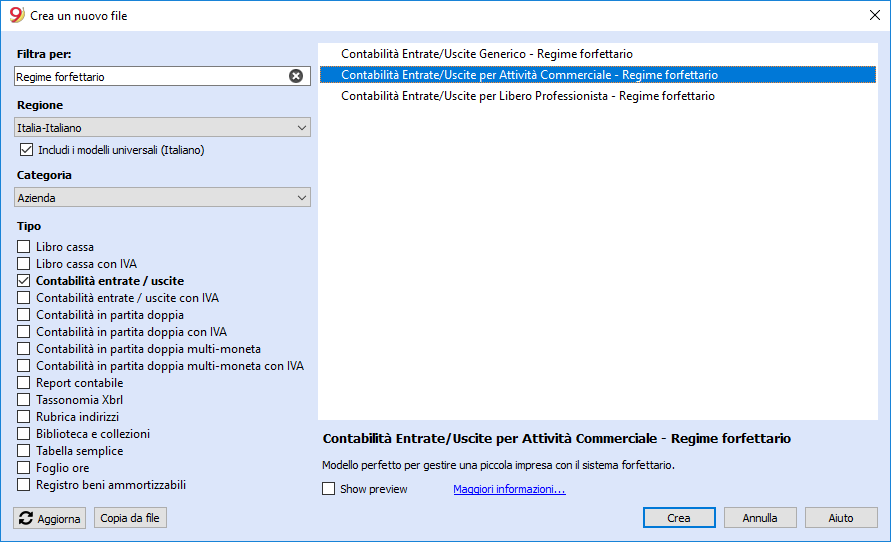 Crea un nuovo file
Filtra per:
Regime forfettario
Regione
Italia-Italiano
Includi i modelli universali (Italiano)
Categoria
Azienda
Tipo
Libro cassa
Libro cassa con IVA
Contabilità entrate / uscite
Contabilità entrate / uscite con IVA
Contabilità in partita doppia
Contabilità in partita doppia con IVA
Contabilità in partita doppia multi-moneta
Contabilità in partita doppia multi-moneta con IVA
Report contabile
Tassonomia Xbrl
Rubrica indirizzi
Biblioteca e collezioni
Tabella semplice
Foglio ore
Registro beni ammortizzabili
Aggiorna
Copia da file
Contabilità Entrate/Uscite Generico - Regime forfettario
Contabilità Entrate/Uscite per Attività Commerciale - Regime forfettario
Contabilità Entrate/Uscite per Libero Professionista - Regime forfettario
Contabilità Entrate/Uscite per Attività Commerciale - Regime forfettario
Modello perfetto per gestire una piccola impresa con il sistema forfettario.
Show preview
Maggiori informazioni...
Crea
Annulla
Aiuto